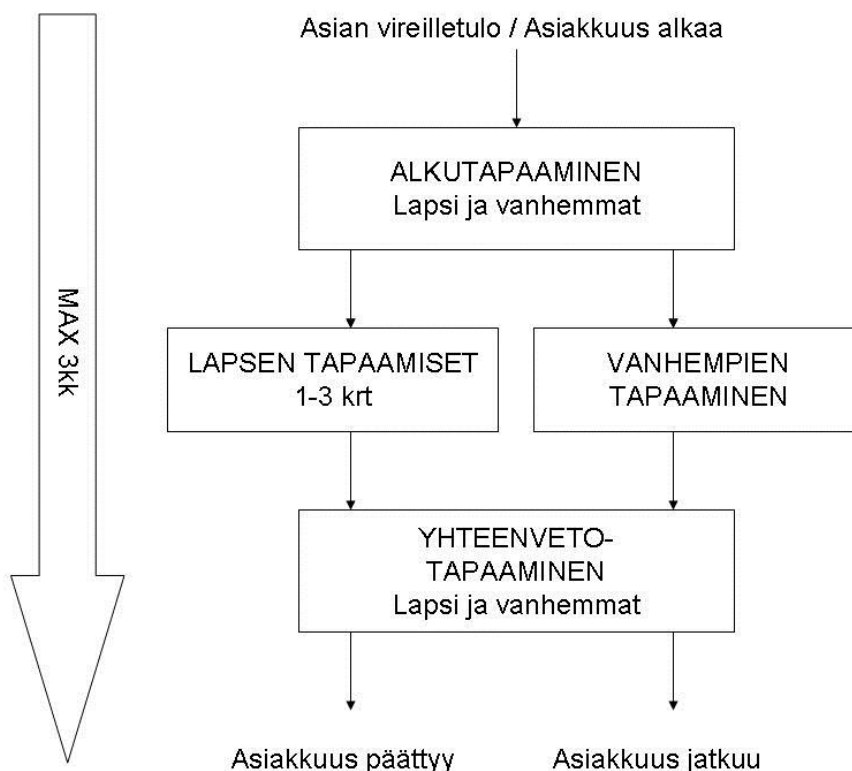 Asian vireilletulo / Asiakkuus alkaa
ALKUTAPAAMINEN
Lapsi ja vanhemmat
MAX 3kk
LAPSEN TAPAAMISET
1-3 krt
VANHEMPIEN
TAPAAMINEN
YHTEENVETO-
TAPAAMINEN
Lapsi ja vanhemmat
Asiakkuus päättyy
Asiakkuus jatkuu